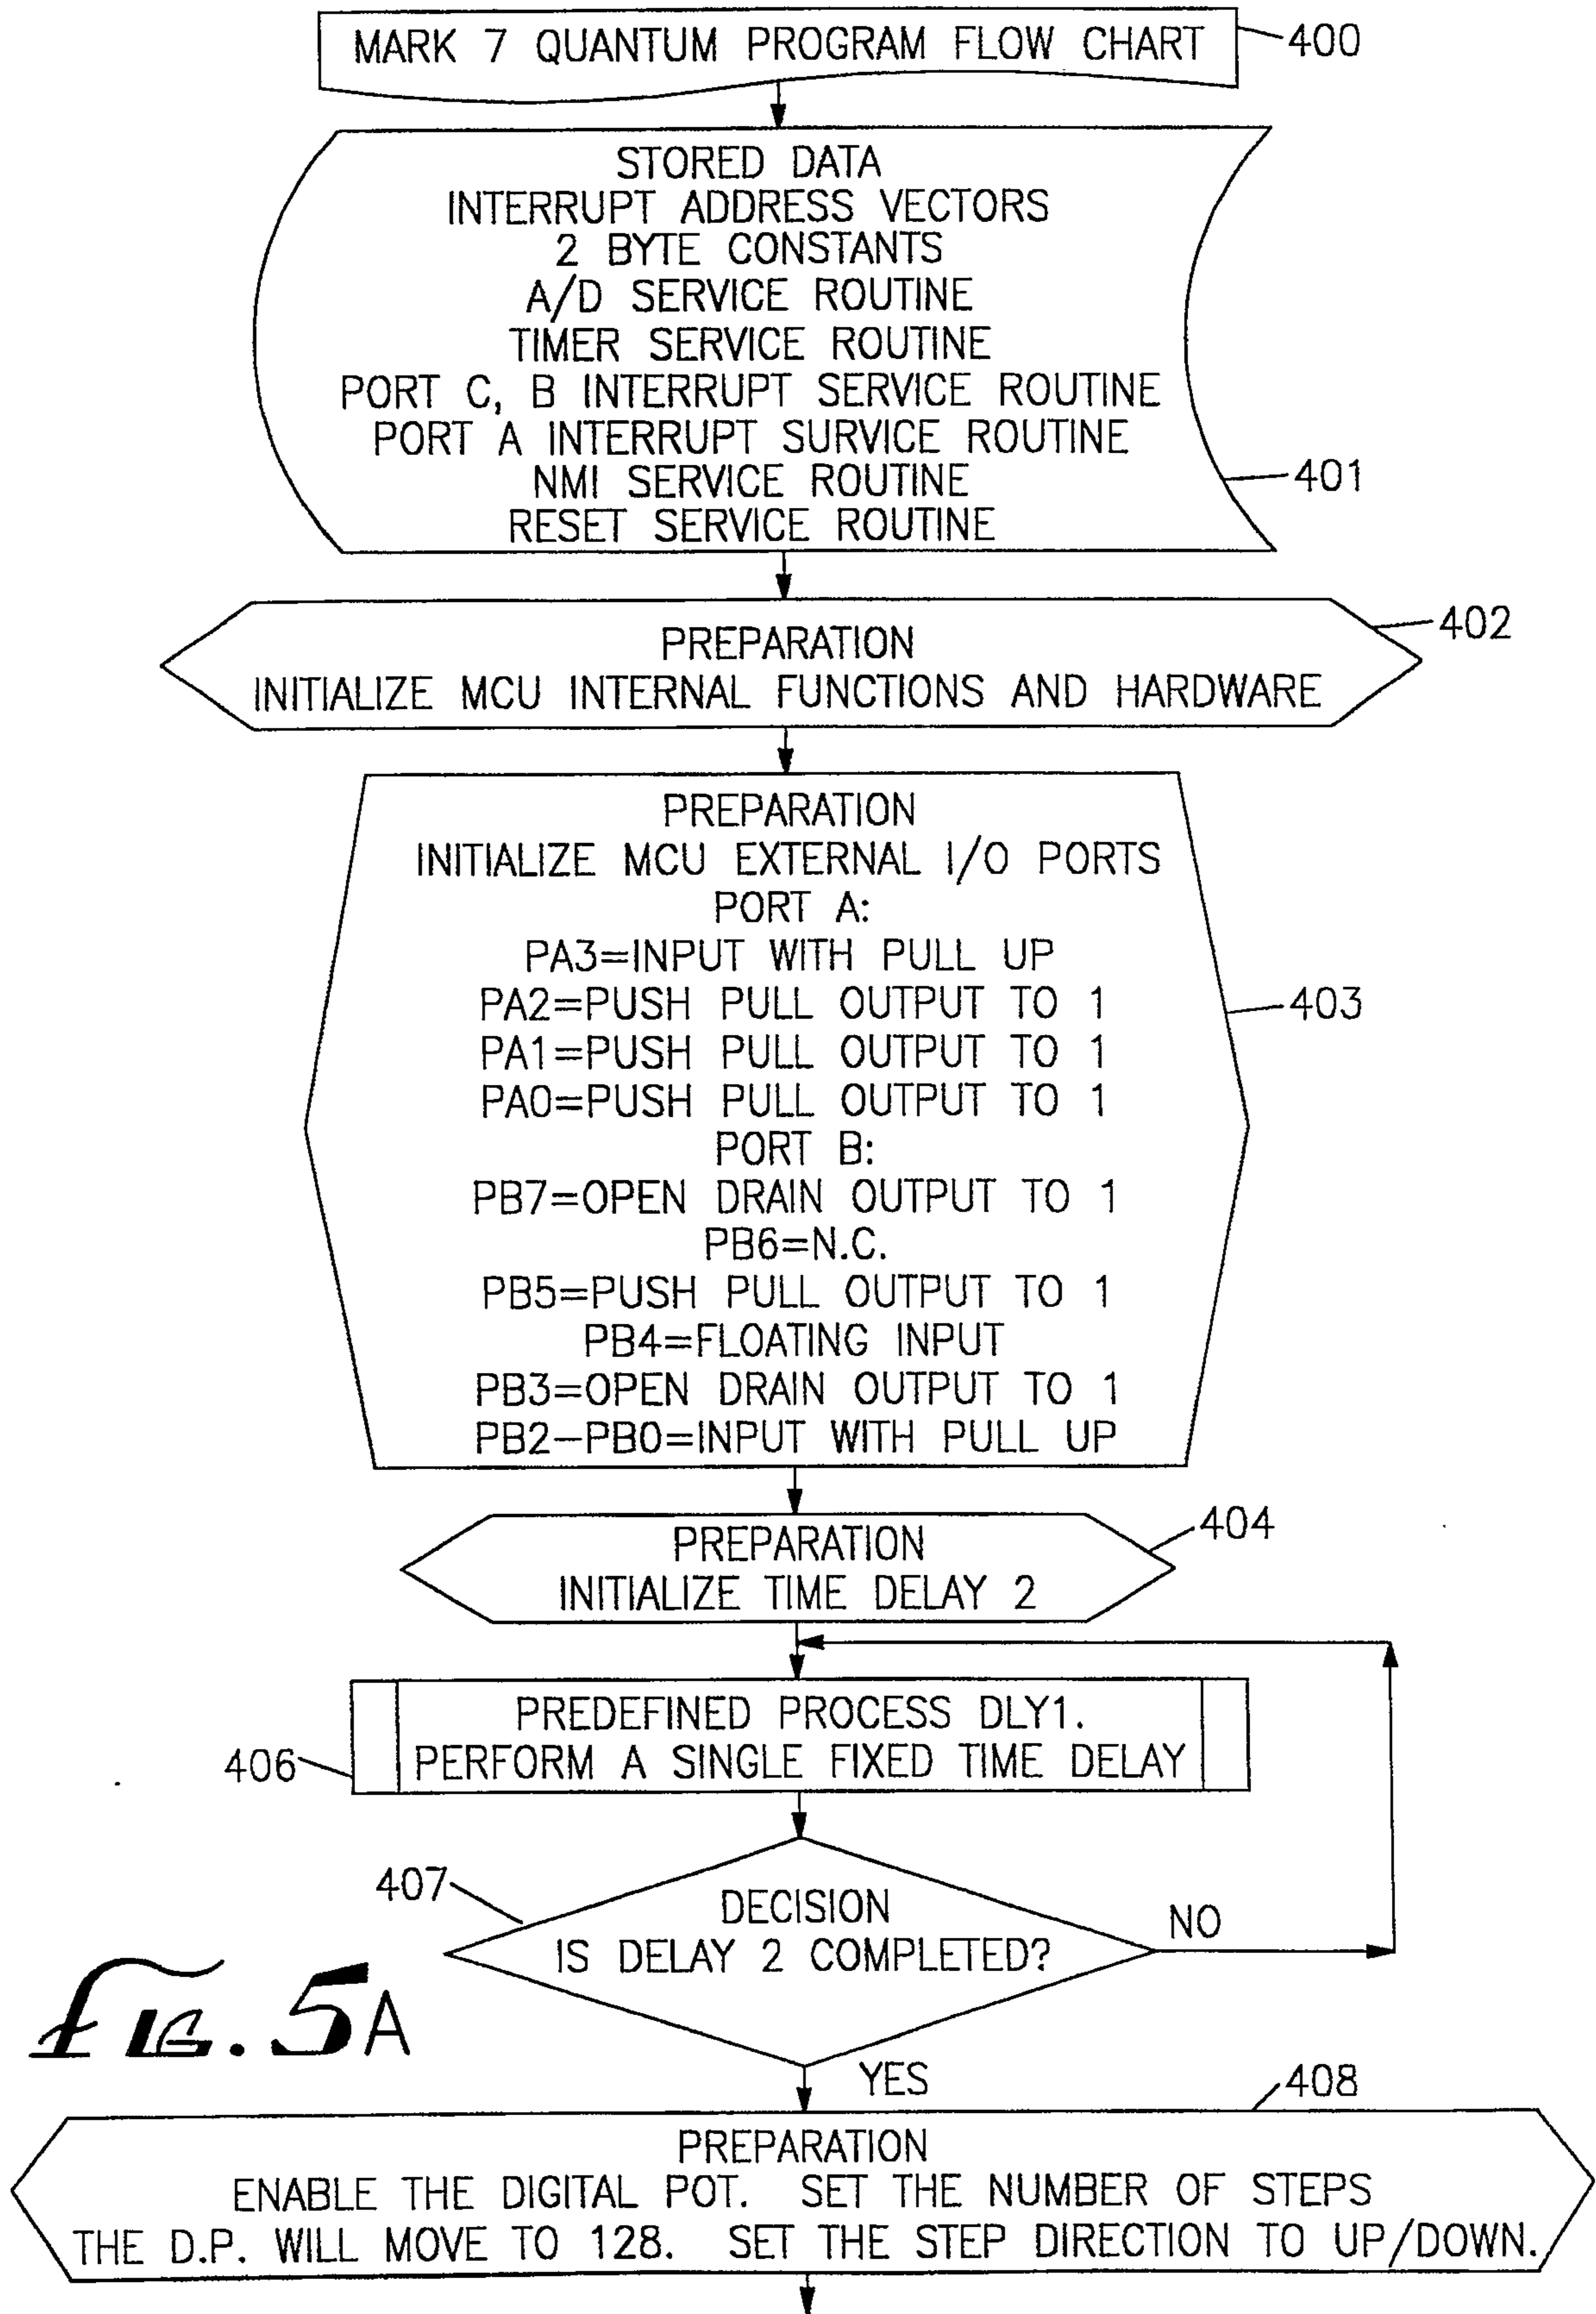 MARK 7 QUANTUM PROGRAM FLOW CHART
400
STORED DATA
INTERRUPT ADDRESS VECTORS
2 BYTE CONSTANTS
A/D SERVICE ROUTINE
TIMER SERVICE ROUTINE
PORT C, B INTERRUPT SERVICE ROUTINE
PORT A INTERRUPT SURVICE ROUTINE
NMI SERVICE ROUTINE
RESET SERVICE ROUTINE
401
PREPARATION
INITIALIZE MCU INTERNAL FUNCTIONS AND HARDWARE
402
PREPARATION
INITIALIZE MCU EXTERNAL I/O PORTS
PORT A:
PA3=INPUT WITH PULL UP
PA2=PUSH PULL OUTPUT TO 1
PA1=PUSH PULL OUTPUT TO 1
PA0=PUSH PULL OUTPUT TO 1
PORT B:
PB7=OPEN DRAIN OUTPUT TO 1
PB6=N.C.
PB5=PUSH PULL OUTPUT TO 1
PB4=FLOATING INPUT
PB3=OPEN DRAIN OUTPUT TO 1
PB2-PB0=INPUT WITH PULL UP
403
PREPARATION
INITIALIZE TIME DELAY 2
404
PREDEFINED PROCESS DLY1.
PERFORM A SINGLE FIXED TIME DELAY
406
407
DECISION
IS DELAY 2 COMPLETED?
NO
YES
FIG. 5A
408
PREPARATION
ENABLE THE DIGITAL POT. SET THE NUMBER OF STEPS
THE D.P. WILL MOVE TO 128. SET THE STEP DIRECTION TO UP/DOWN.